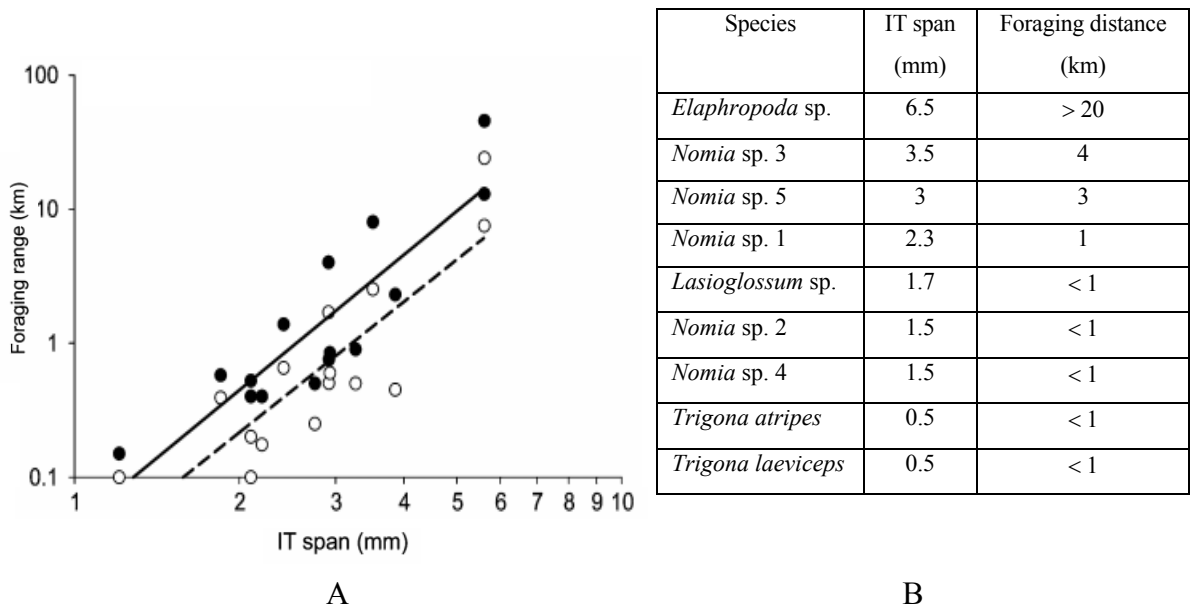 100
10
1
0.1
Foraging range (km)
1 2 3 4 5 6 7 8 9 10
IT span (mm)
A
Species IT span (mm) Foraging distance (km)
Elaphropoda sp. 6.5 > 20
Nomia sp. 3 3.5 4
Nomia sp. 5 3 3
Nomia sp. 1 2.3 1
Lasioglossum sp. 1.7 < 1
Nomia sp. 2 1.5 < 1
Nomia sp. 4 1.5 < 1
Trigona atripes 0.5 < 1
Trigona laeviceps 0.5 < 1
B